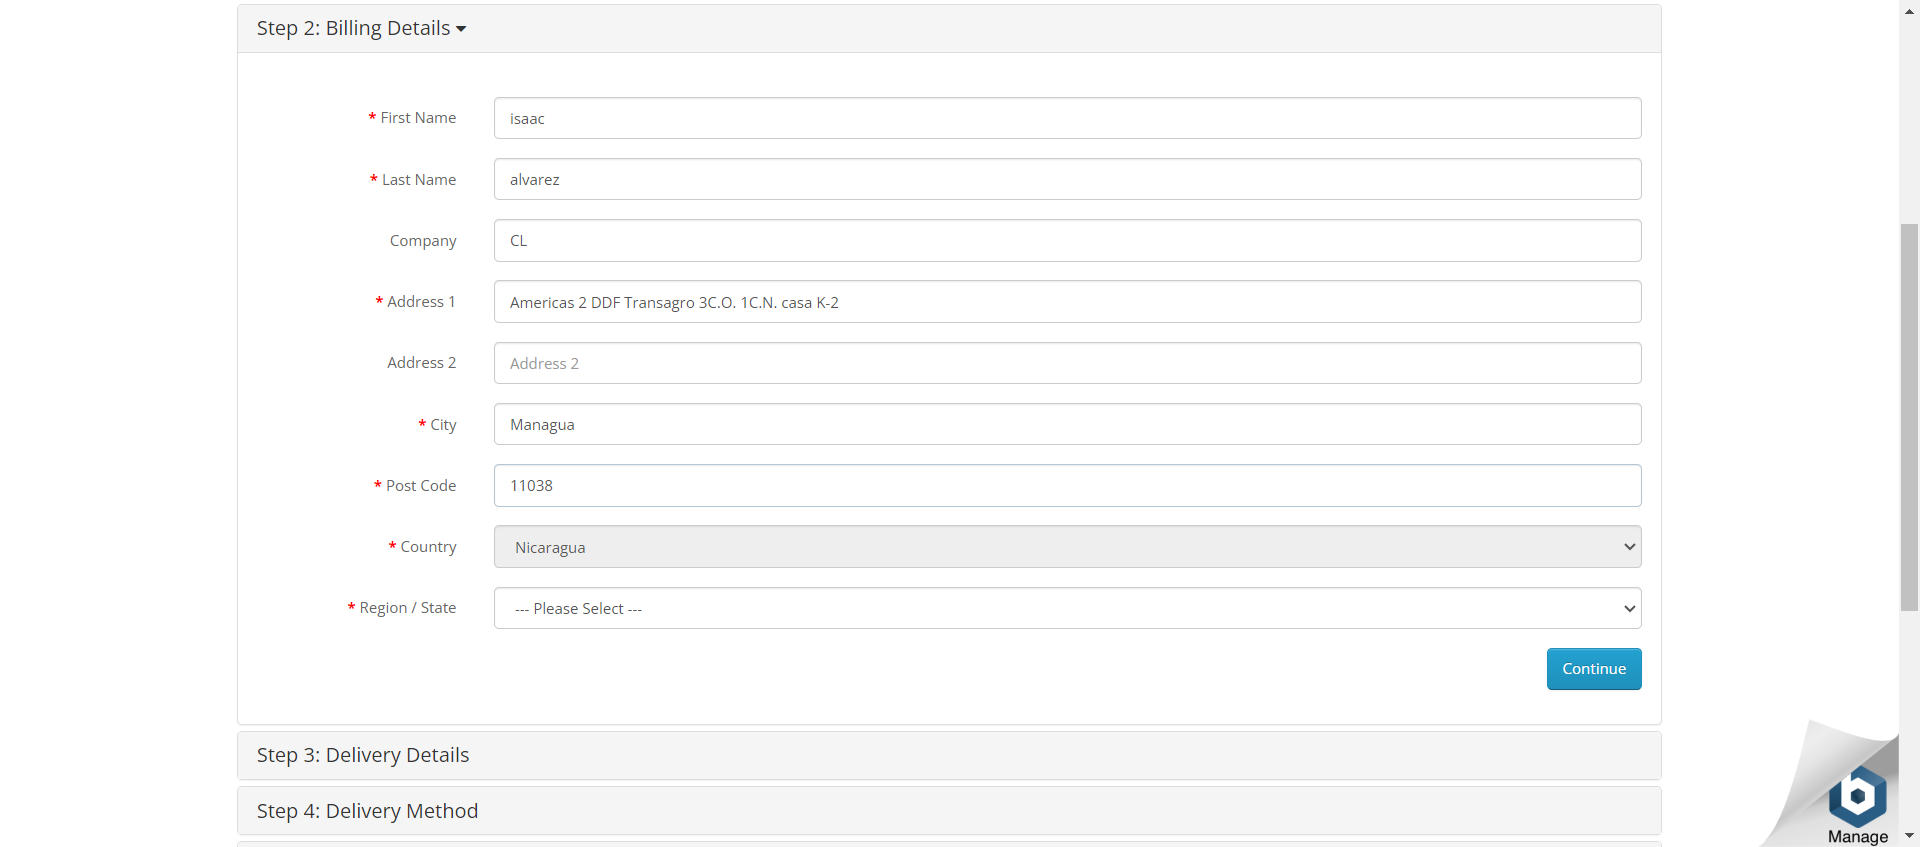 Step 2: Billing Details
* First Name
isaac
* Last Name
alvarez
Company
CL
* Address 1
Americas 2 DDF Transagro 3C.O. 1C.N. casa K-2
Address 2
Address 2
* City
Managua
* Post Code
11038
* Country
Nicaragua
* Region / State
--- Please Select ---
Continue
Step 3: Delivery Details
Step 4: Delivery Method
b
Manage